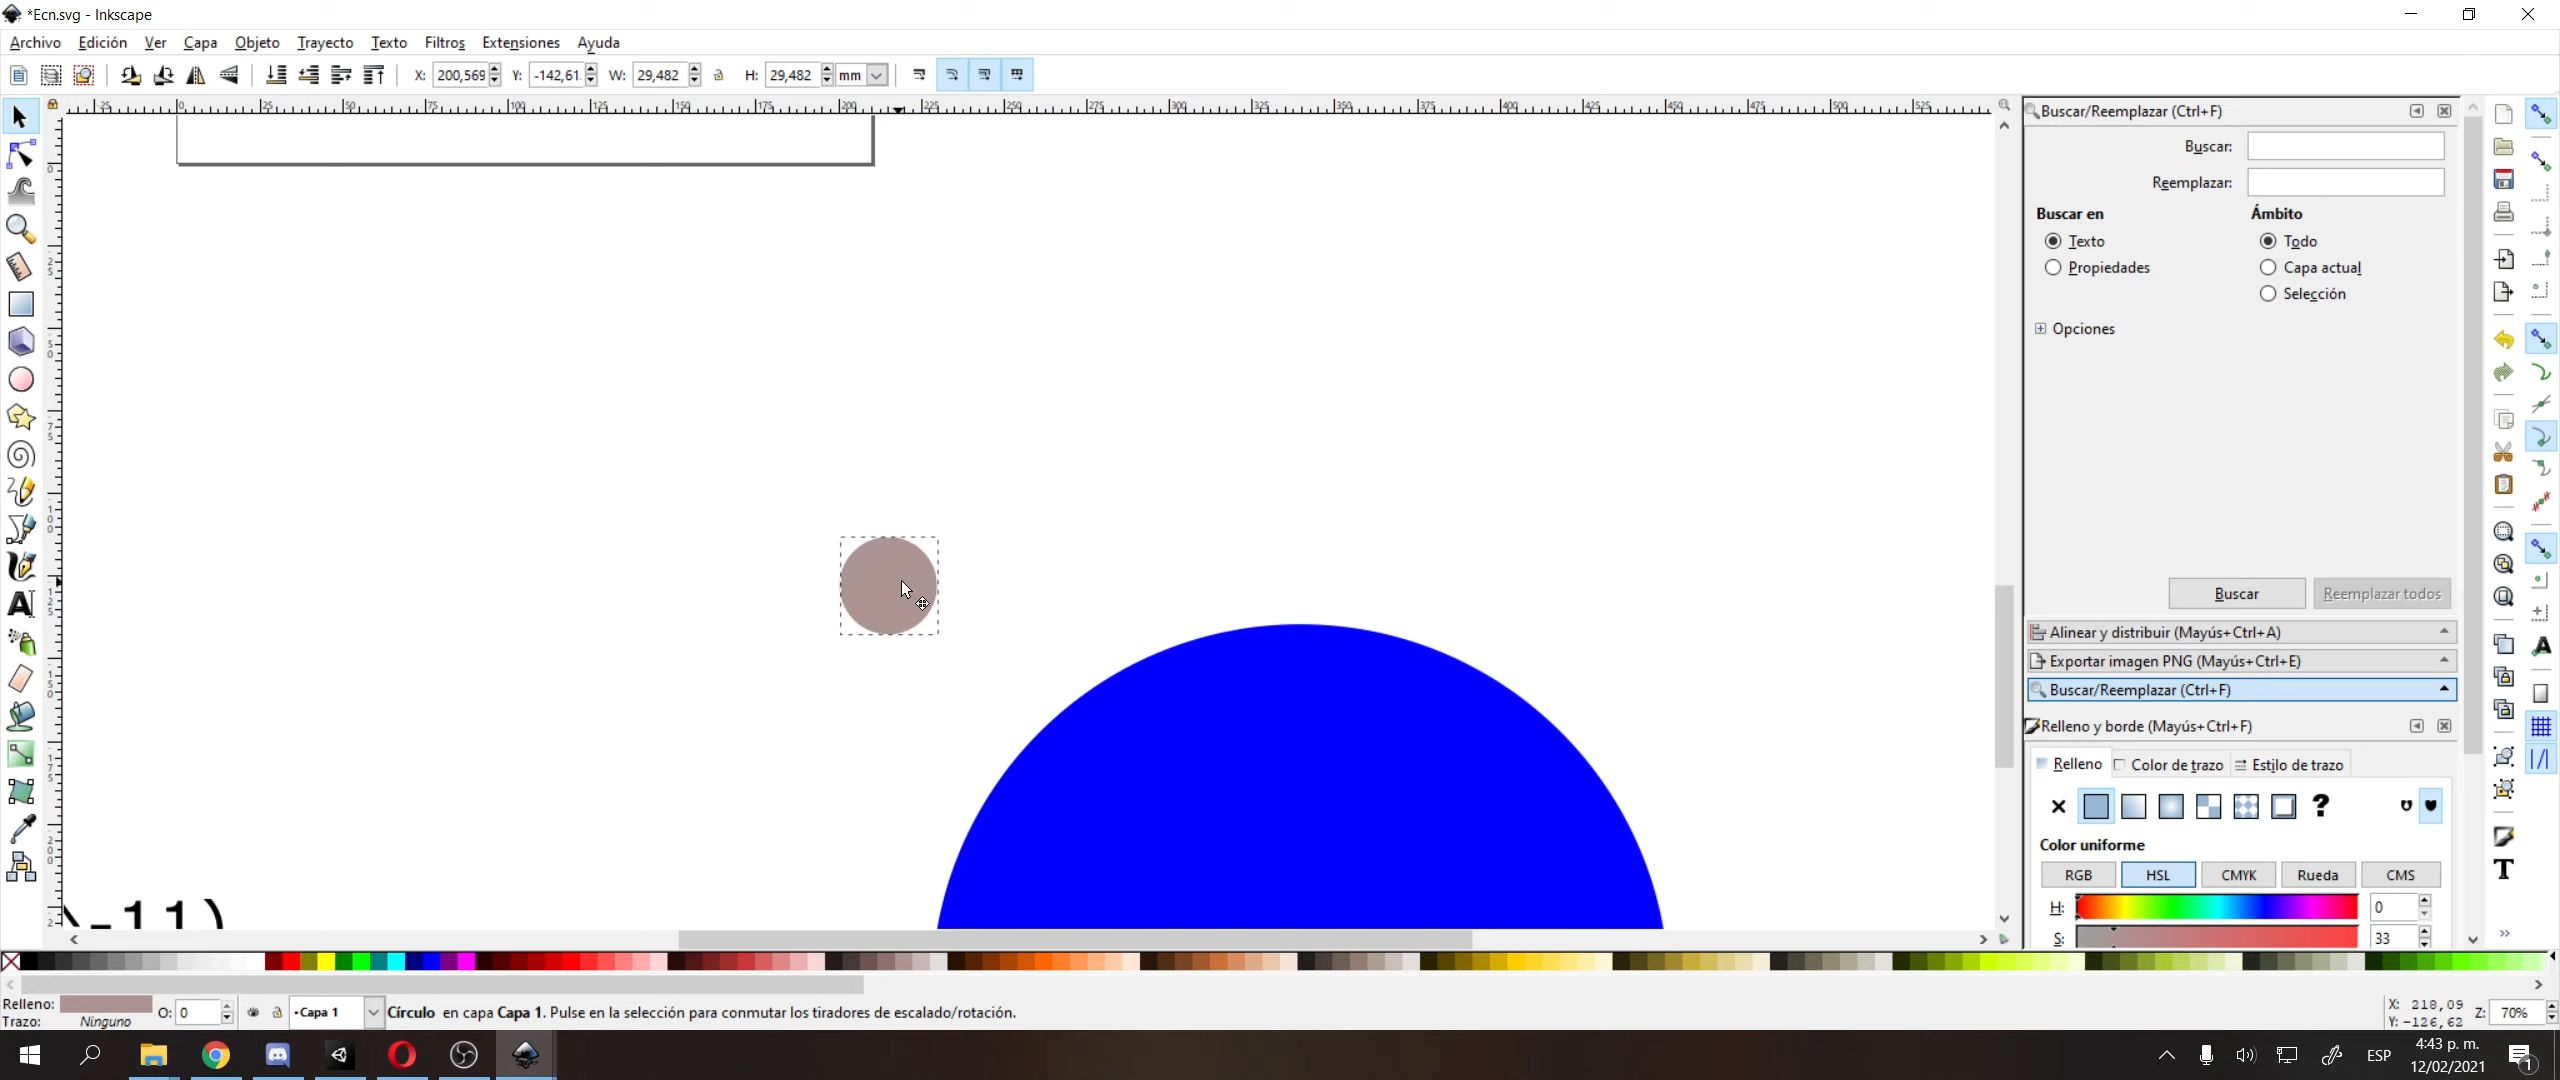 *Ecn.svg - Inkscape
Archivo Edición Ver Capa Objeto Trayecto Texto Filtros Extensiones Ayuda
X: 200,569 Y: -142,61 W: 29,482 H: 29,482 mm
Buscar/Reemplazar (Ctrl+F)
Buscar:
Reemplazar:
Buscar en Ámbito
Texto Todo
Propiedades Capa actual
Selección
Opciones
Buscar Reemplazar todos
Alinear y distribuir (Mayús+Ctrl+A)
Exportar imagen PNG (Mayús+Ctrl+E)
Buscar/Reemplazar (Ctrl+F)
Relleno y borde (Mayús+Ctrl+F)
Relleno Color de trazo Estilo de trazo
Color uniforme
RGB HSL CMYK Rueda CMS
H: 0
S: 33
-11)
Relleno:
Trazo: Ninguno
O: 0
Capa 1
Círculo en capa Capa 1. Pulse en la selección para conmutar los tiradores de escalado/rotación.
X: 218,09
Y: -126,62
Z: 70%
ESP
4:43 p. m.
12/02/2021
1